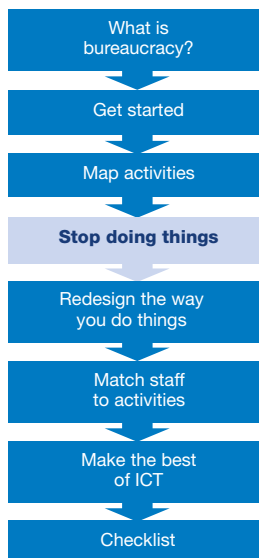 What is
bureaucracy?
Get started
Map activities
Stop doing things
Redesign the way
you do things
Match staff
to activities
Make the best
of ICT
Checklist